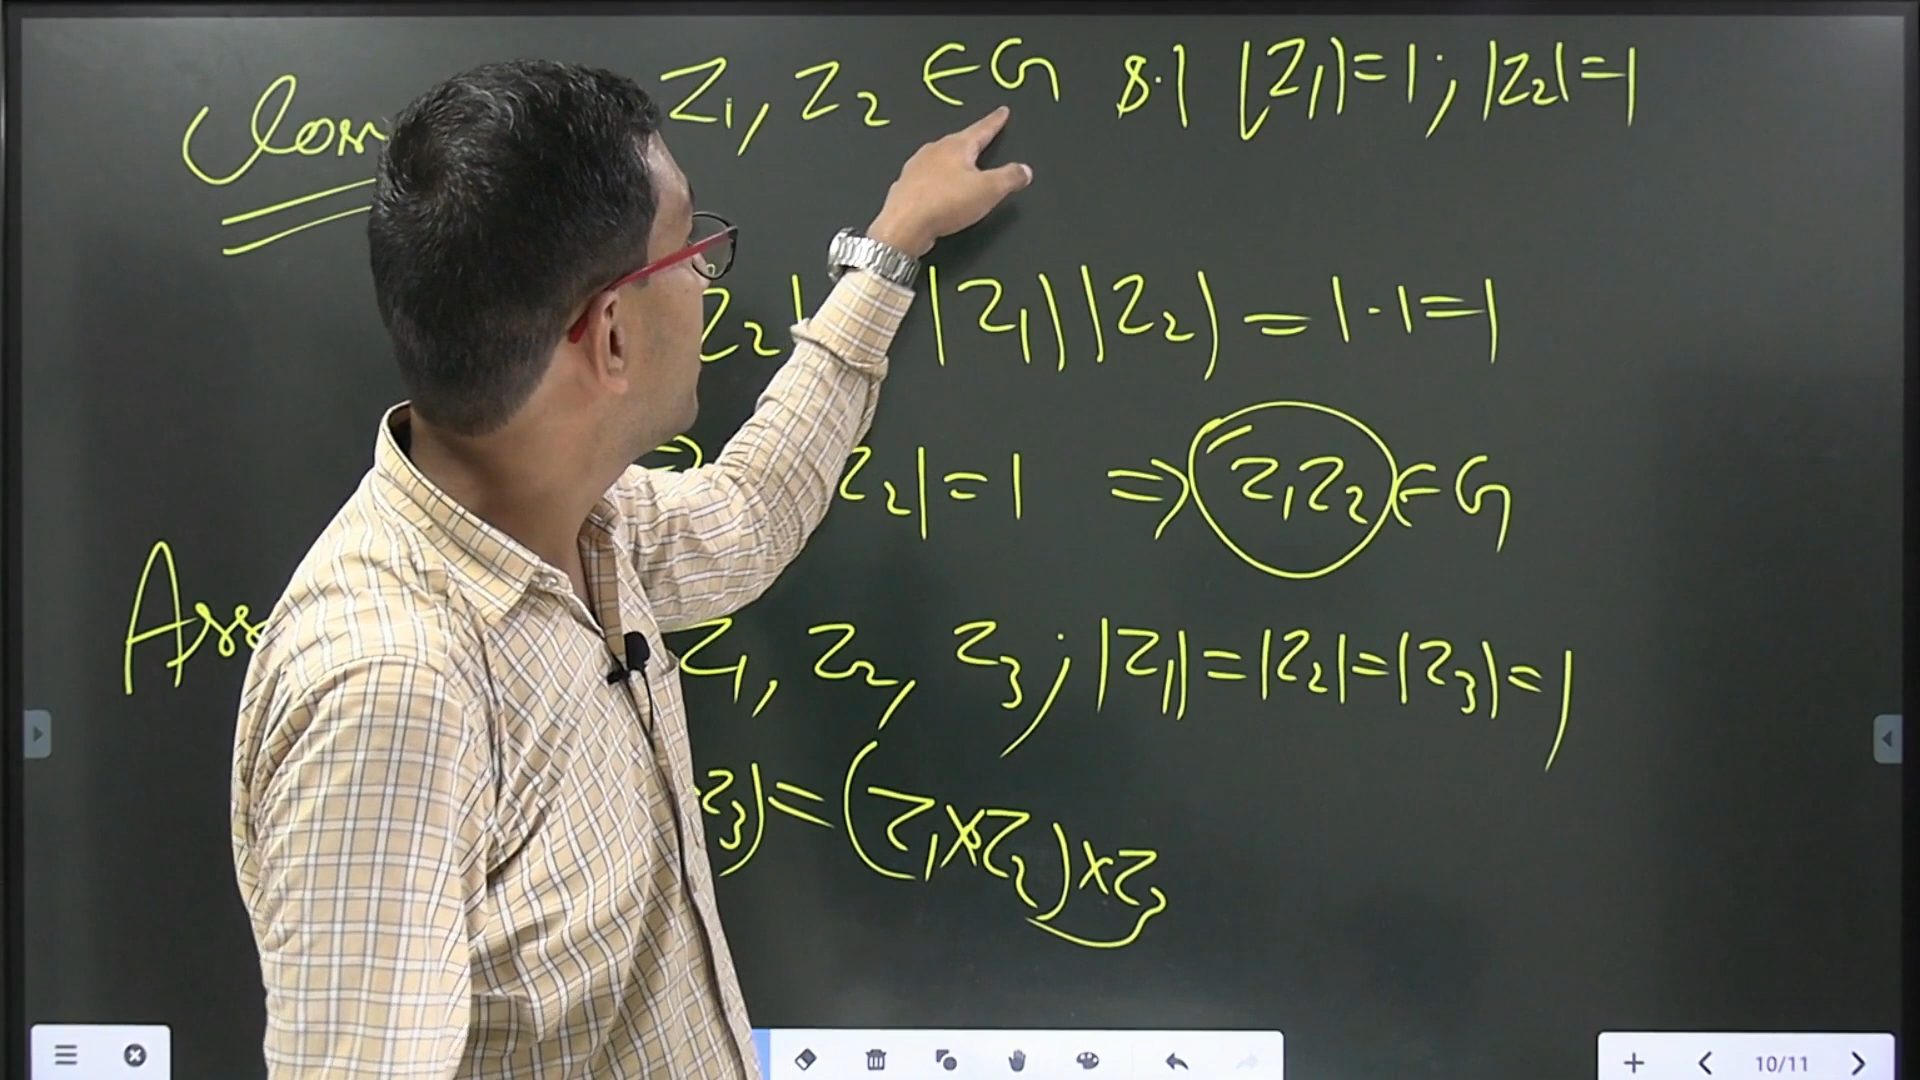 Z₁, Z₂ ∈ G s.t |Z₁|=1 ; |Z₂|=1
Z₂| |Z₁||Z₂| = 1·1=1
Z₂|=1 ⇒ Z₁Z₂ ∈ G
Z₁, Z₂, Z₃ ; |Z₁|=|Z₂|=|Z₃|=1
Z₃)=(Z₁×Z₂)×Z₃
10/11